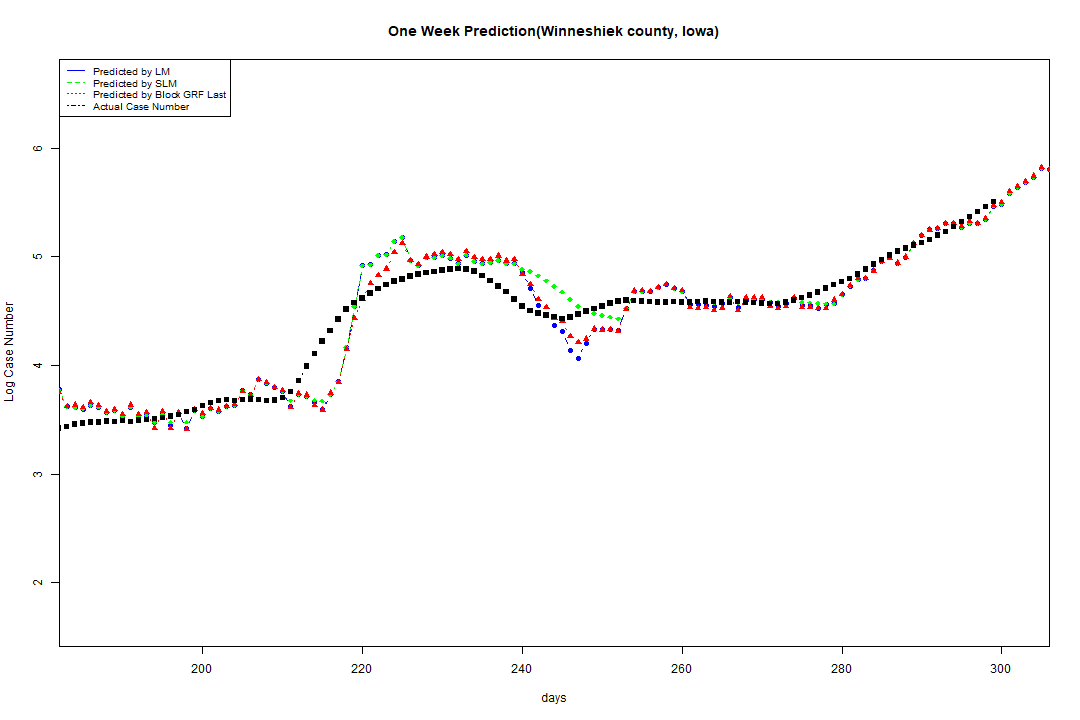 One Week Prediction(Winneshiek county, Iowa)
Predicted by LM
Predicted by SLM
Predicted by Block GRF Last
Actual Case Number
6
5
4
3
2
Log Case Number
200 220 240 260 280 300
days